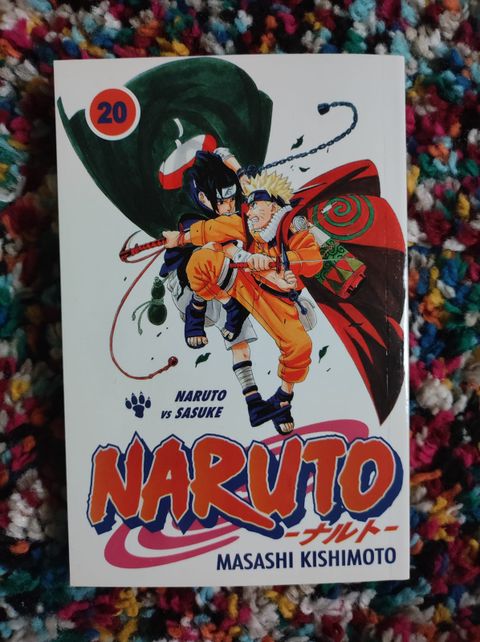 20
NARUTO
VS SASUKE
NARUTO
-ナルト-
MASASHI KISHIMOTO